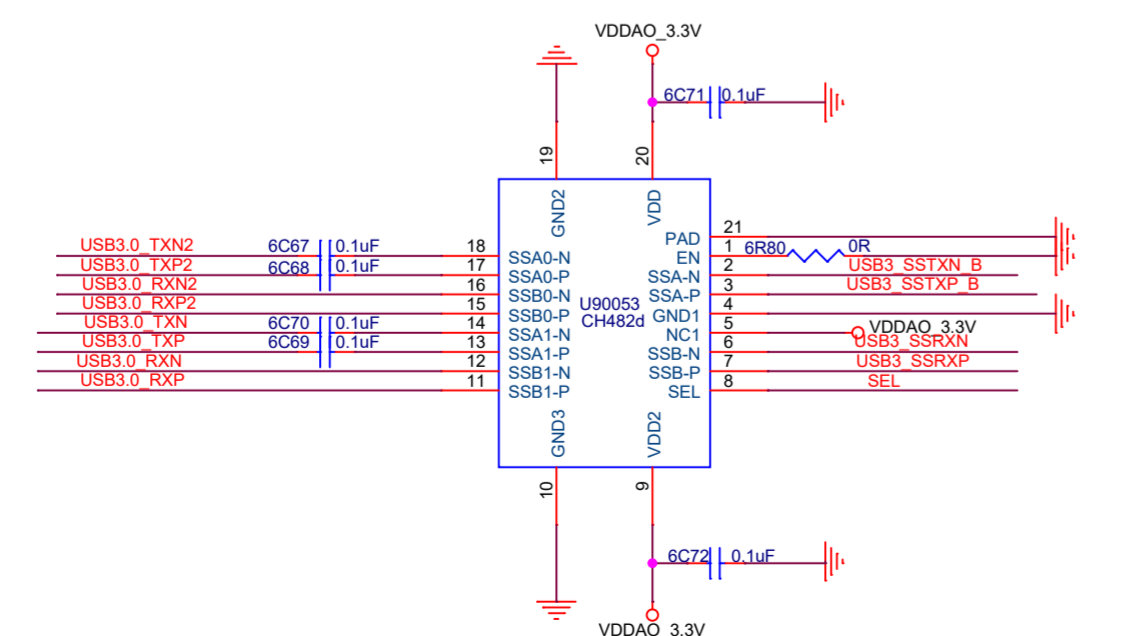 VDDAO_3.3V
6C71 0.1uF
19
20
GND2
VDD
21
PAD
USB3.0_TXN2 6C67 0.1uF 18 SSA0-N
EN 1 6R80 0R
USB3.0_TXP2 6C68 0.1uF 17 SSA0-P
SSA-N 2 USB3_SSTXN_B
USB3.0_RXN2 16 SSB0-N
SSA-P 3 USB3_SSTXP_B
USB3.0_RXP2 15 SSB0-P
U90053
GND1 4
CH482d
USB3.0_TXN 6C70 0.1uF 14 SSA1-N
NC1 5 VDDAO_3.3V
USB3.0_TXP 6C69 0.1uF 13 SSA1-P
SSB-N 6 USB3_SSRXN
USB3.0_RXN 12 SSB1-N
SSB-P 7 USB3_SSRXP
USB3.0_RXP 11 SSB1-P
SEL 8 SEL
GND3
VDD2
10
9
6C72 0.1uF
VDDAO_3.3V